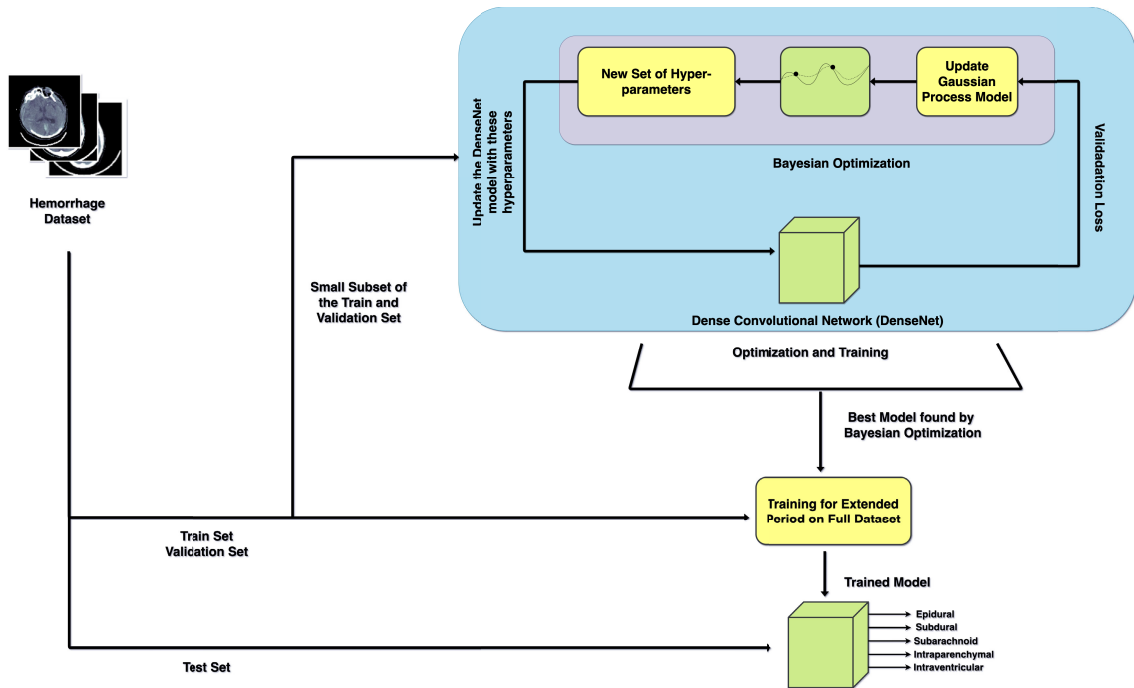 New Set of Hyper-
parameters
Update
Gaussian
Process Model
Bayesian Optimization
Update the DenseNet
model with these
hyperparameters
Validadation Loss
Dense Convolutional Network (DenseNet)
Hemorrhage
Dataset
Small Subset of
the Train and
Validation Set
Optimization and Training
Best Model found by
Bayesian Optimization
Training for Extended
Period on Full Dataset
Train Set
Validation Set
Trained Model
Epidural
Subdural
Subarachnoid
Intraparenchymal
Intraventricular
Test Set